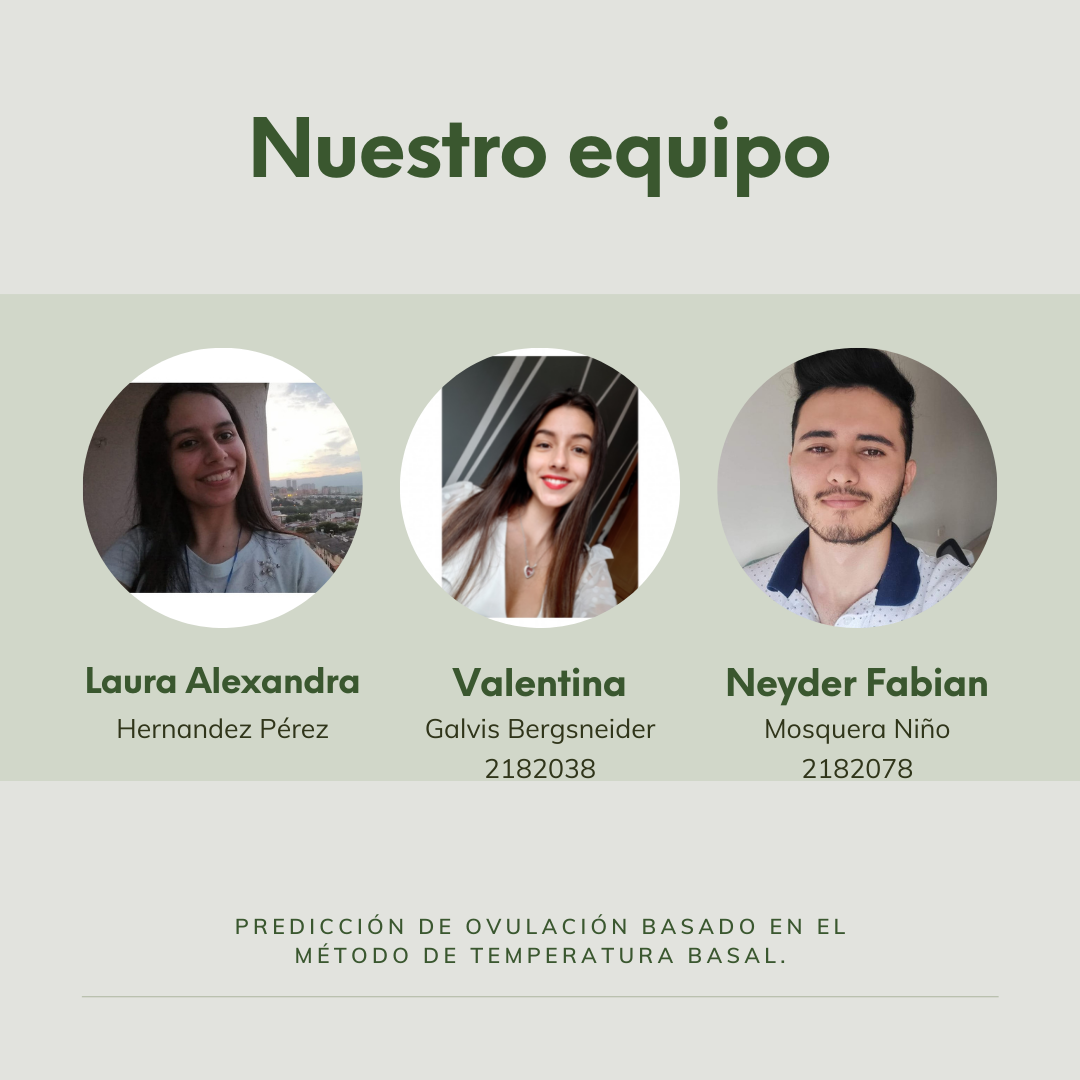 Nuestro equipo
Laura Alexandra
Hernandez Pérez
Valentina
Galvis Bergsneider
2182038
Neyder Fabian
Mosquera Niño
2182078
PREDICCIÓN DE OVULACIÓN BASADO EN EL
MÉTODO DE TEMPERATURA BASAL.